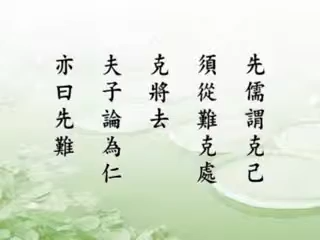 先儒謂克己
須從難克處
克將去
夫子論為仁
亦曰先難